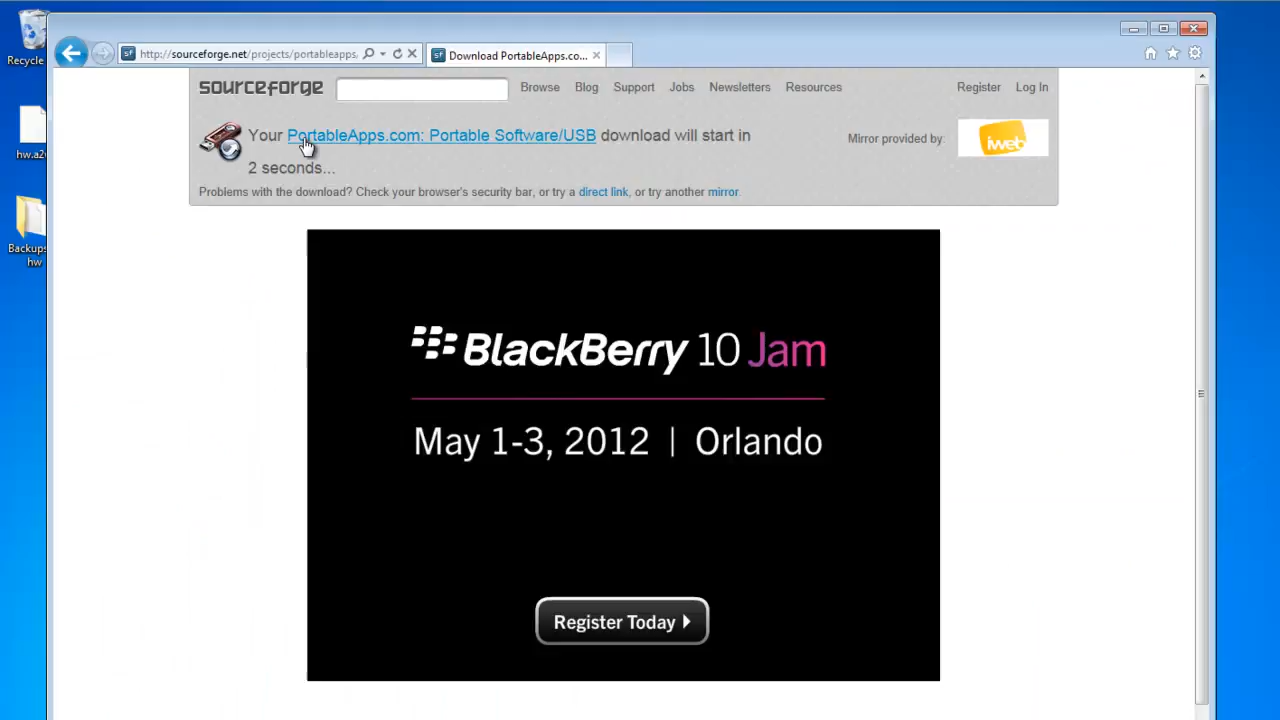 Recycle
http://sourceforge.net/projects/portableapps.
Download PortableApps.co...
sourceforge
Browse
Blog
Support
Jobs
Newsletters
Resources
Register
Log In
Your PortableApps.com: Portable Software/USB download will start in
2 seconds...
Mirror provided by:
iweb
Problems with the download? Check your browser's security bar, or try a direct link, or try another mirror.
hw.a2
Backups
hw
BlackBerry 10 Jam
May 1-3, 2012 | Orlando
Register Today